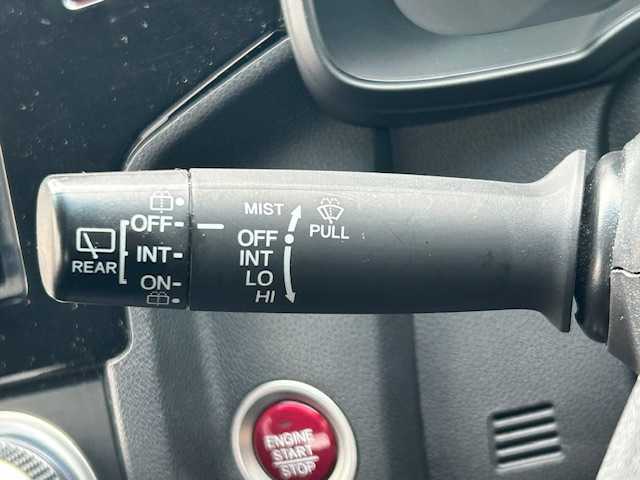 REAR
OFF
INT
ON
MIST
OFF
INT
LO
HI
PULL
ENGINE
START
STOP